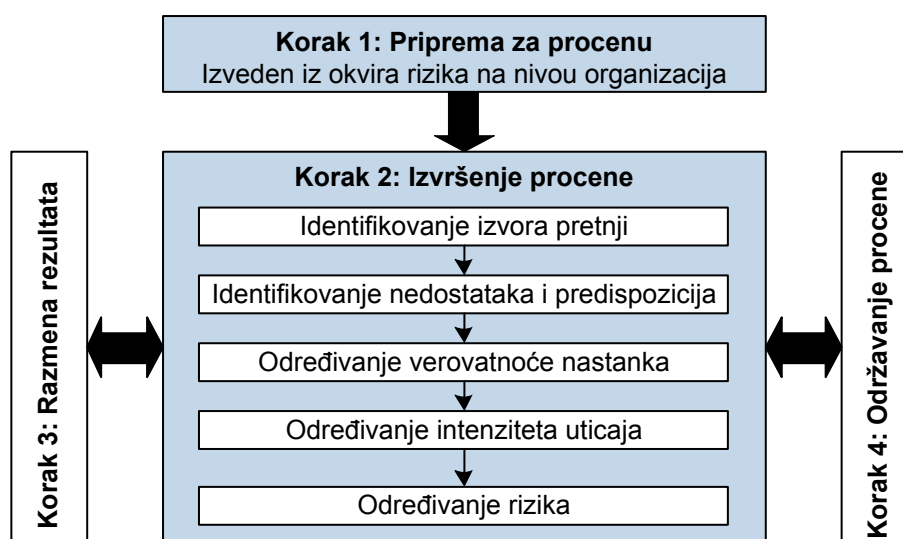 Korak 1: Priprema za procenu
Izveden iz okvira rizika na nivou organizacija
Korak 3: Razmena rezultata
Korak 2: Izvršenje procene
Identifikovanje izvora pretnji
Identifikovanje nedostataka i predispozicija
Određivanje verovatnoće nastanka
Određivanje intenziteta uticaja
Određivanje rizika
Korak 4: Održavanje procene